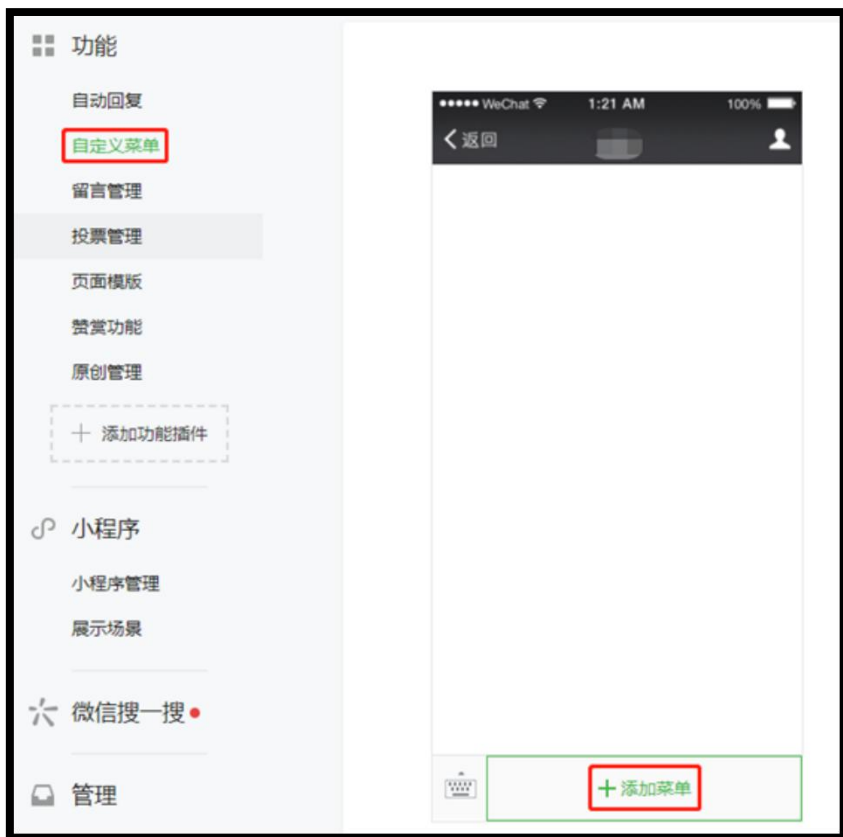 功能
自动回复
自定义菜单
留言管理
投票管理
页面模版
赞赏功能
原创管理
+ 添加功能插件
小程序
小程序管理
展示场景
微信搜一搜
管理
WeChat 1:21 AM 100%
返回
+添加菜单